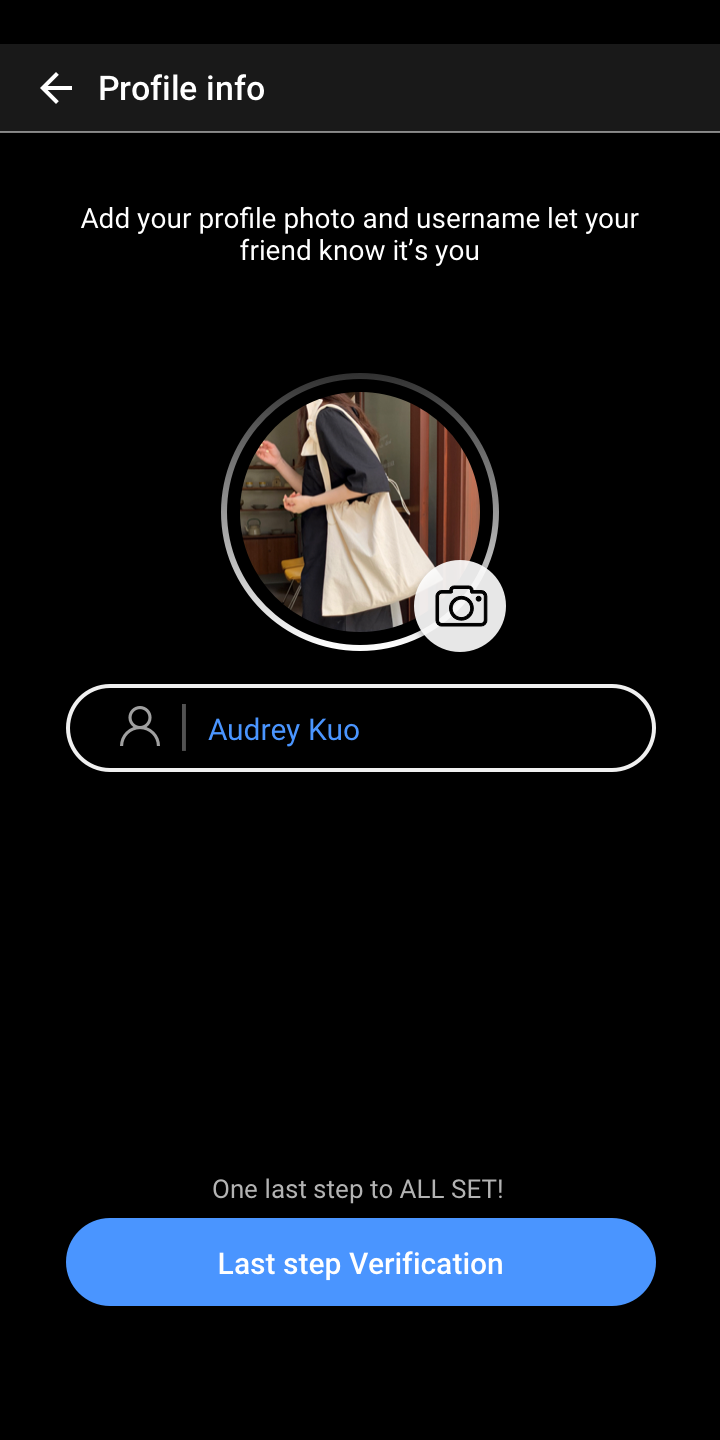 Profile info
Add your profile photo and username let your
friend know it’s you
Audrey Kuo
One last step to ALL SET!
Last step Verification